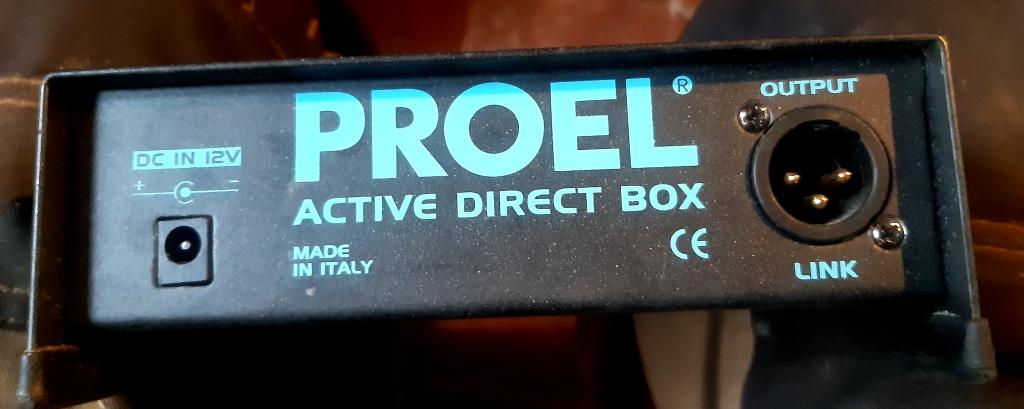 DC IN 12V
+ -
PROEL®
ACTIVE DIRECT BOX
MADE
IN ITALY
CE
OUTPUT
LINK